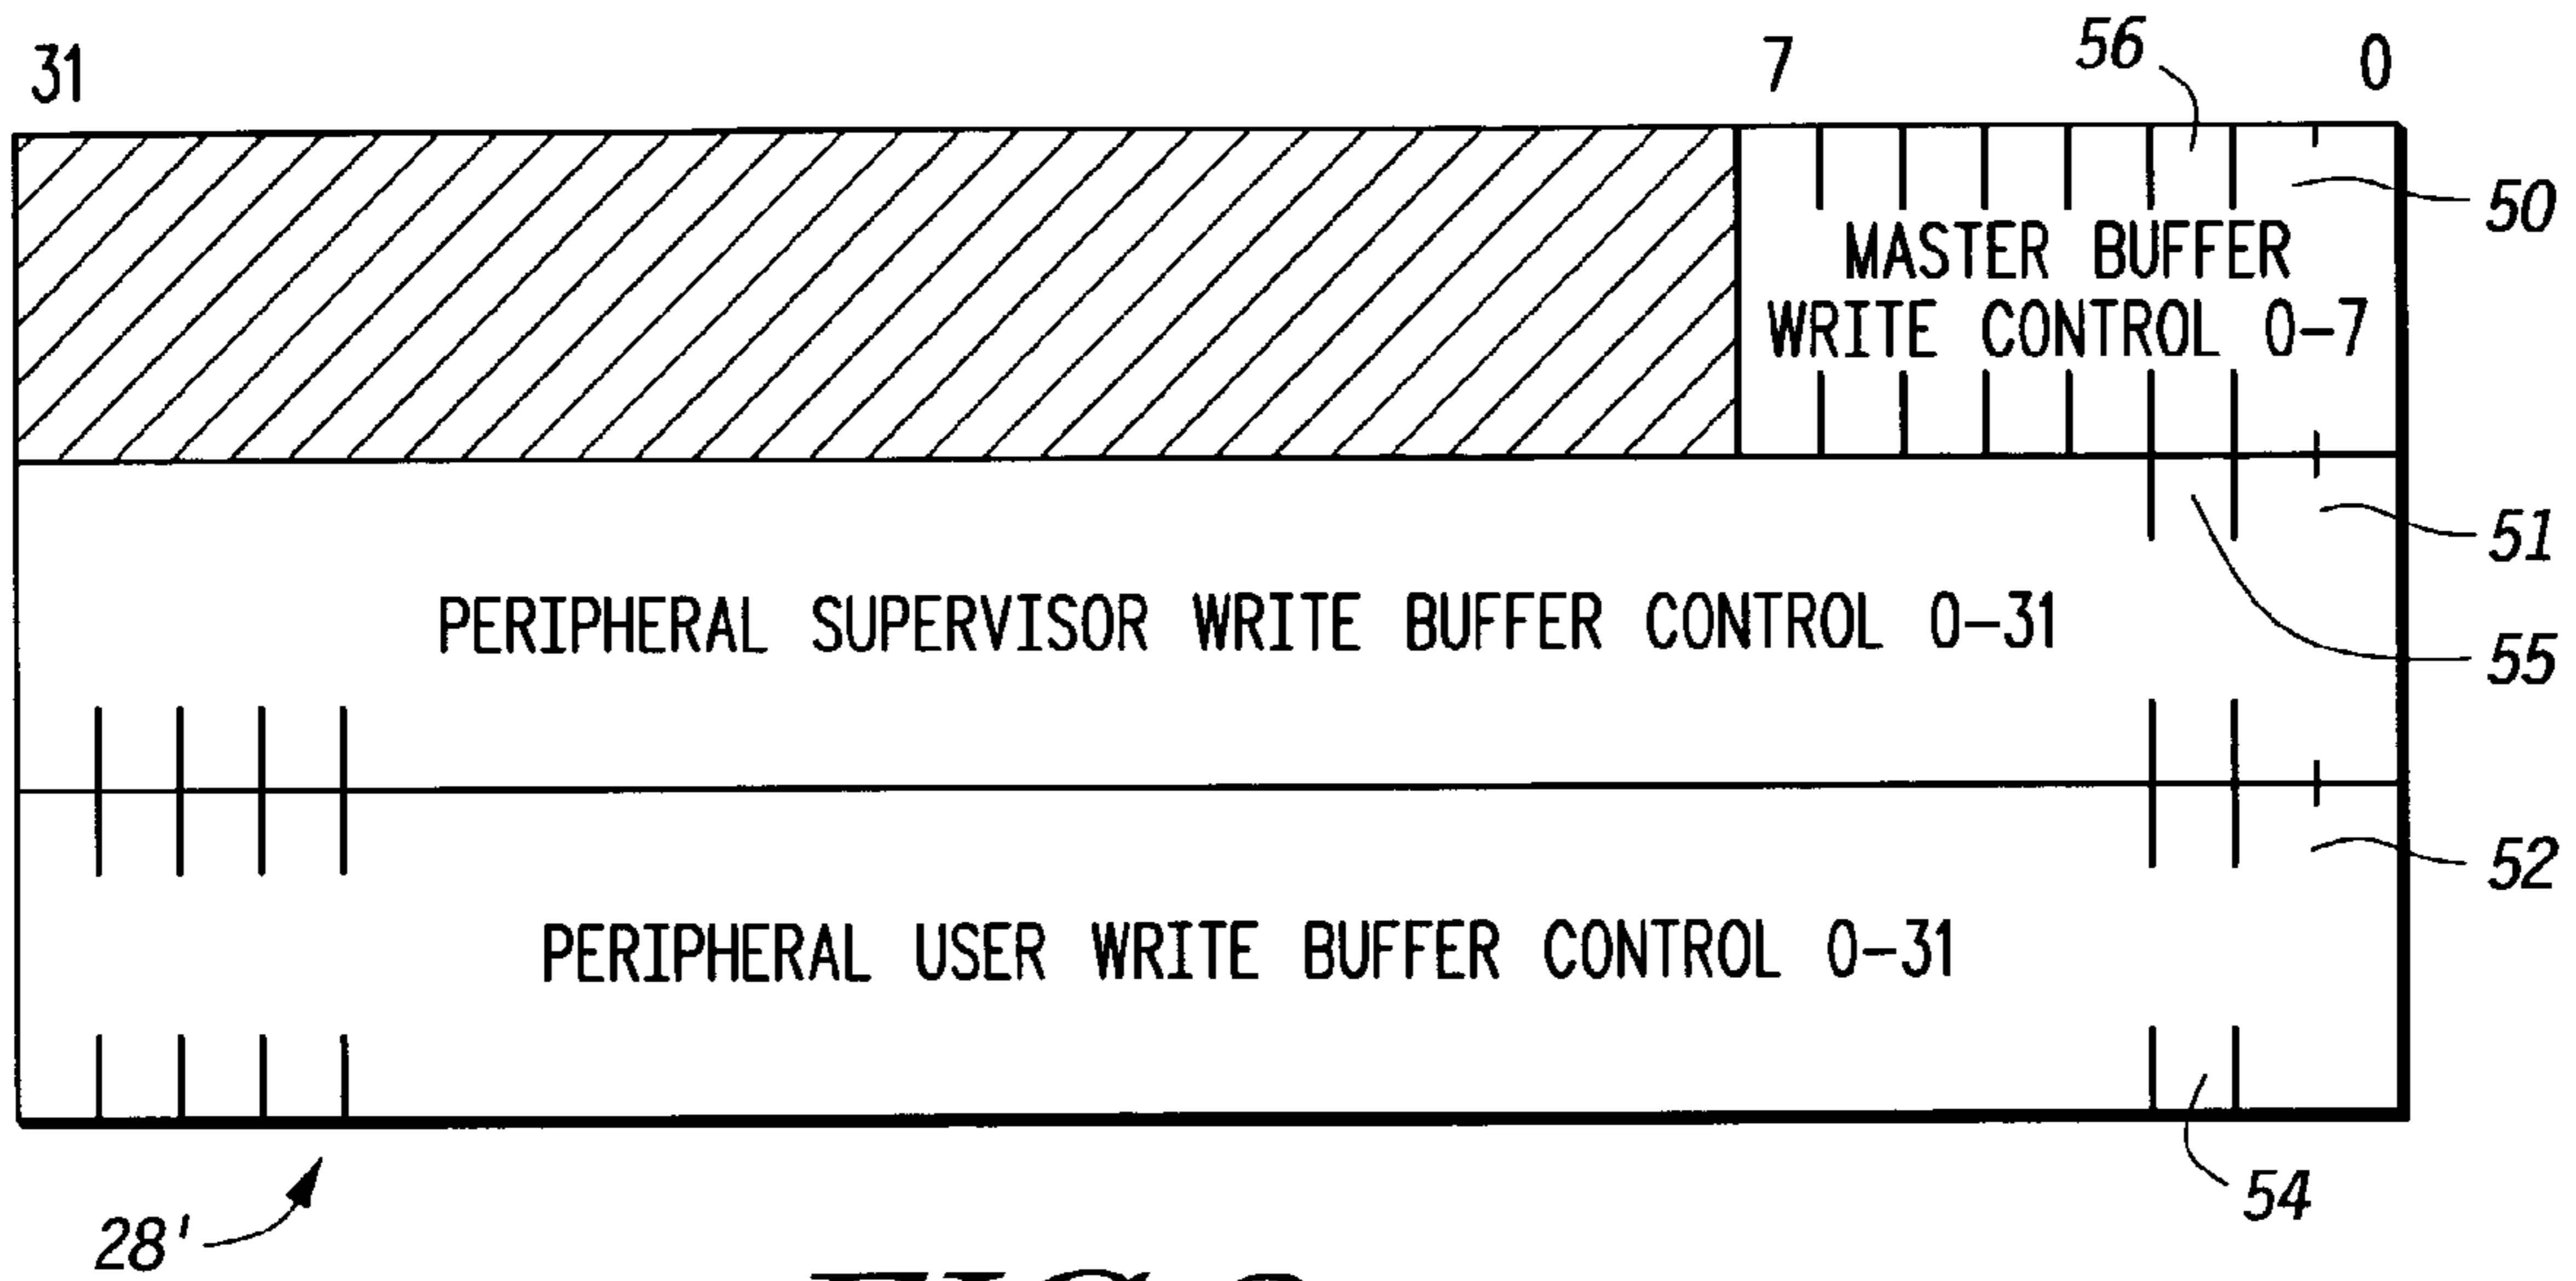 31 7 56 0
50
MASTER BUFFER
WRITE CONTROL 0-7
51
PERIPHERAL SUPERVISOR WRITE BUFFER CONTROL 0-31
55
52
PERIPHERAL USER WRITE BUFFER CONTROL 0-31
54
28'